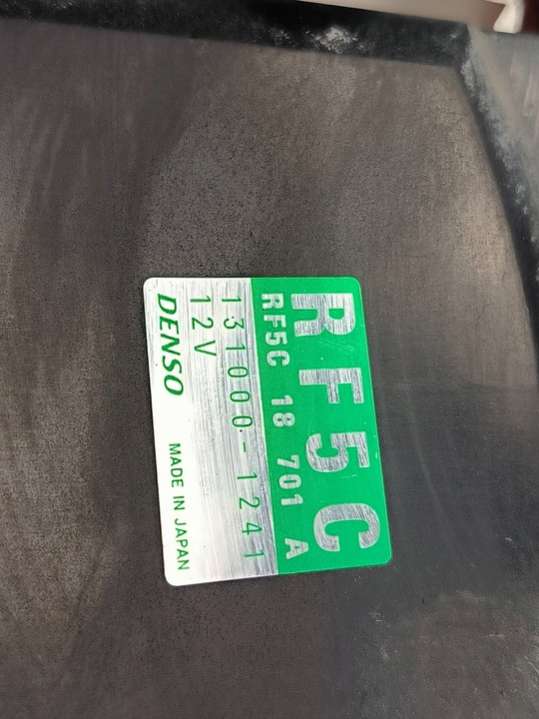 RF5C
RF5C 18 701 A
131000-1241
12V
DENSO MADE IN JAPAN